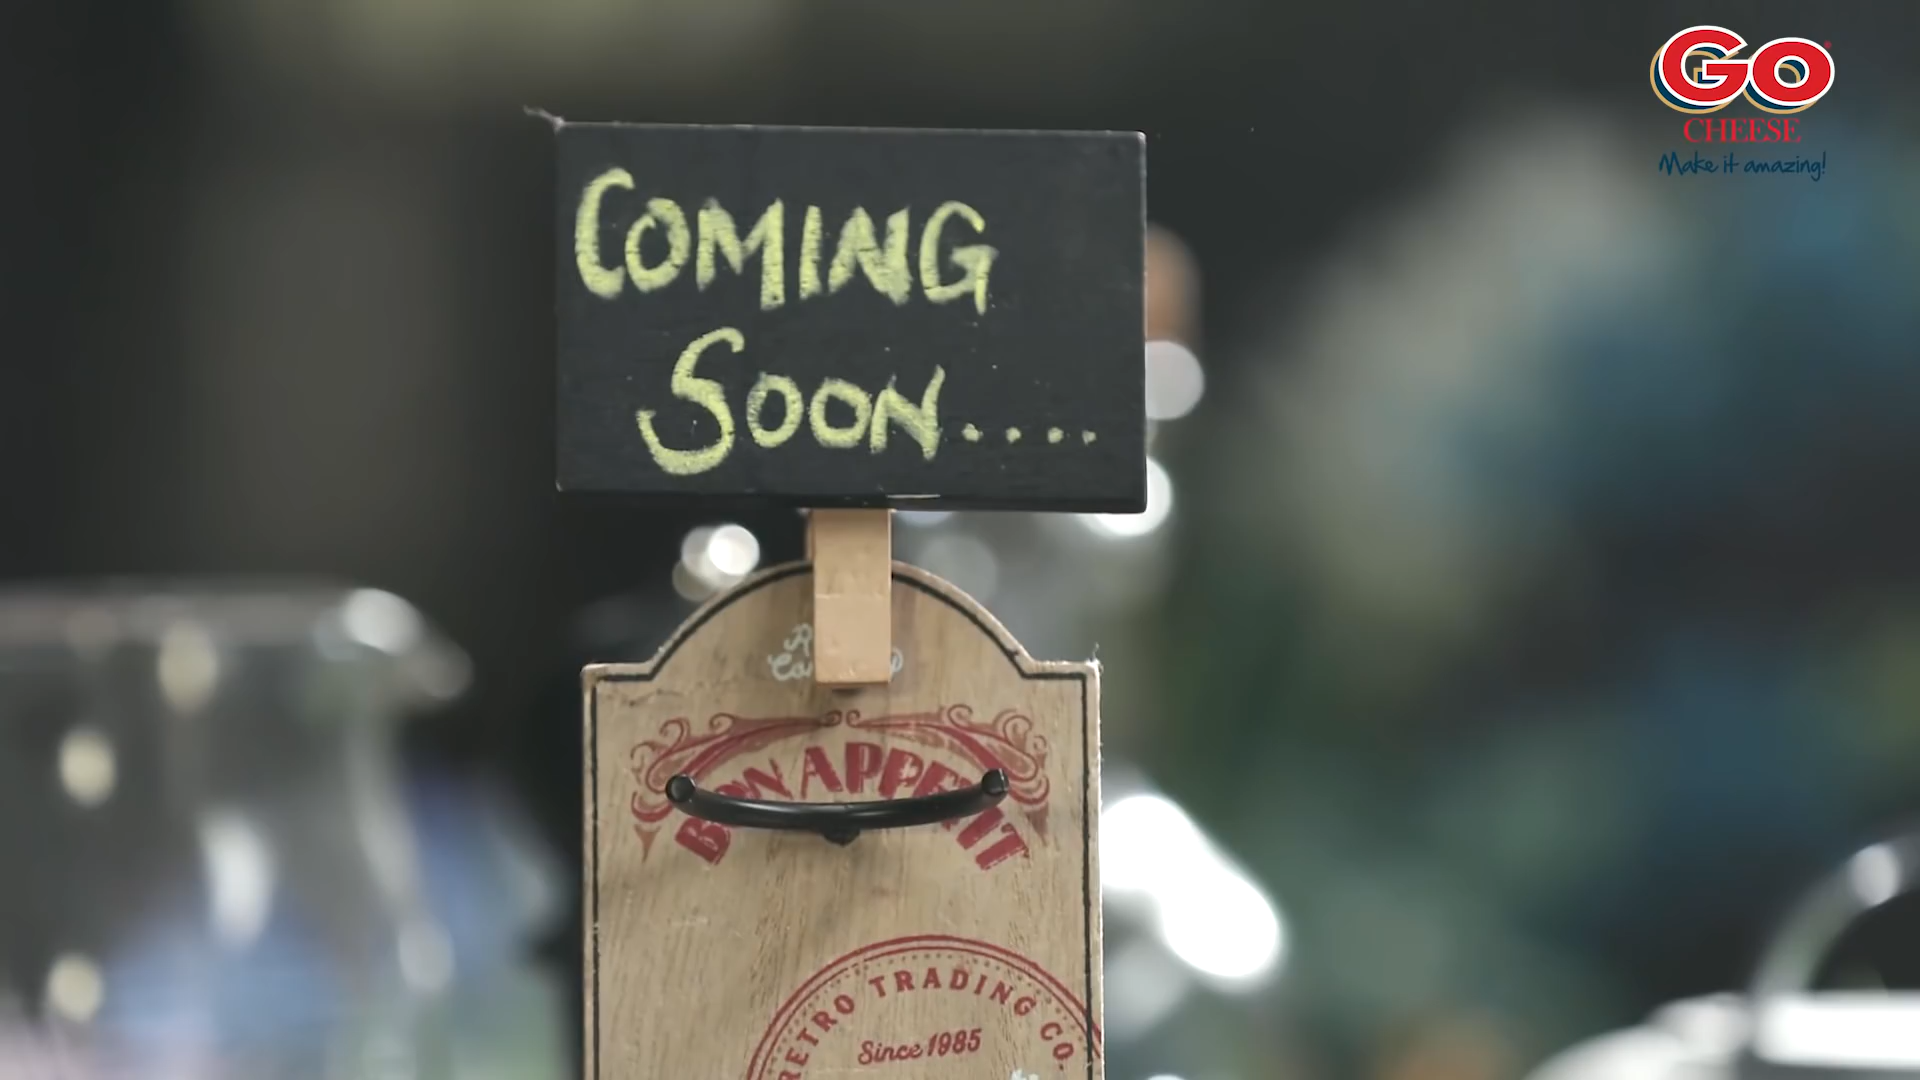 GO
CHEESE
Make it amazing!
COMING
SOON....
BON APPETIT
RETRO TRADING CO.
Since 1985